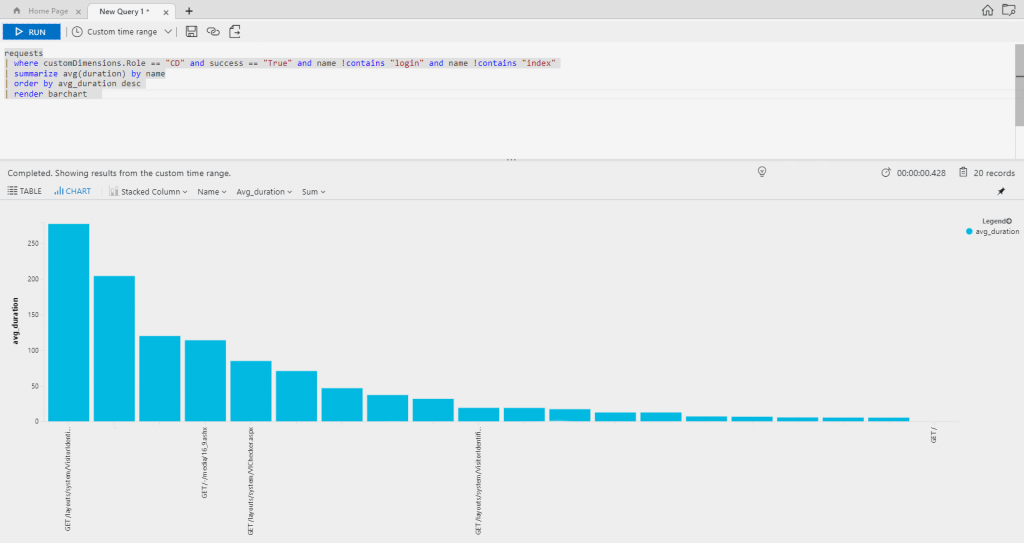 Home Page ×
New Query 1 * ×
+
RUN
Custom time range
requests
| where customDimensions.Role == "CD" and success == "True" and name !contains "login" and name !contains "index"
| summarize avg(duration) by name
| order by avg_duration desc
| render barchart
Completed. Showing results from the custom time range.
00:00:00.428
20 records
TABLE
CHART
Stacked Column
Name
Avg_duration
Sum
Legend
avg_duration
avg_duration
250
200
150
100
50
0
GET /layouts/system/VisitorIdenti...
GET /-/media/16_9.ashx
GET /layouts/system/VIChecker.aspx
GET /layouts/system/VisitorIdentifi...
GET /